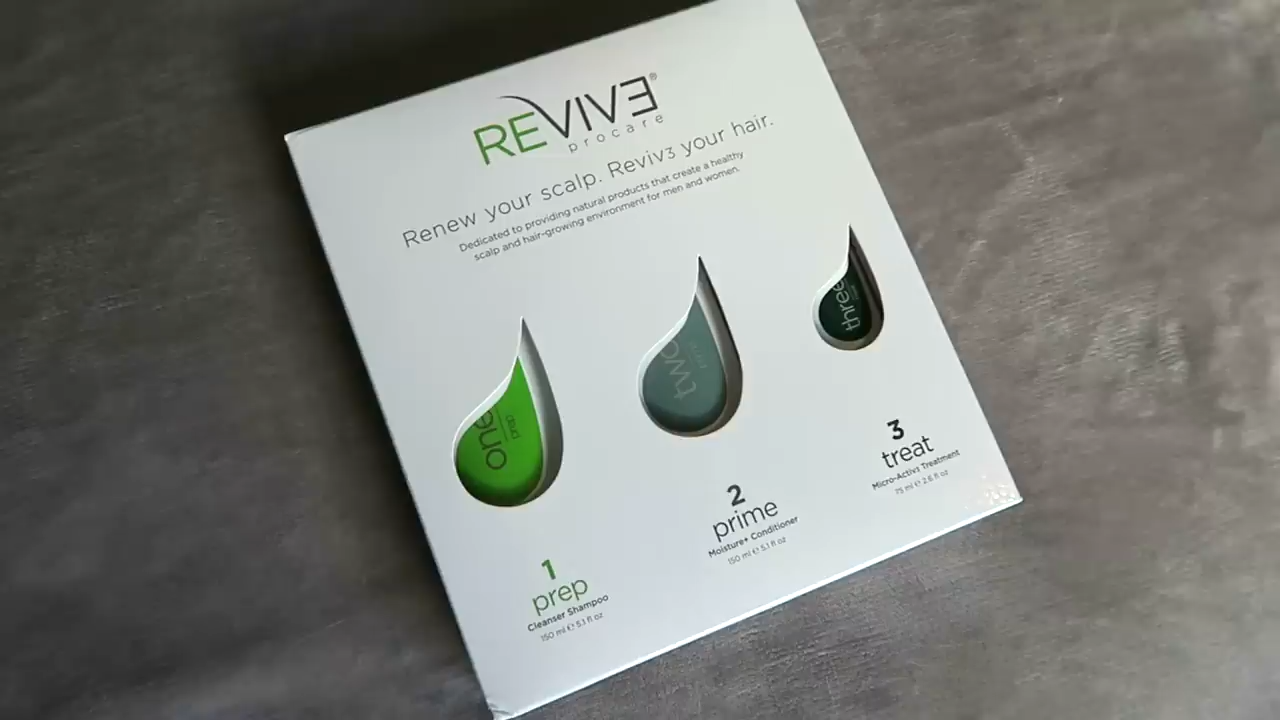 REVIVƎ®
procare
Renew your scalp. Reviv3 your hair.
Dedicated to providing natural products that create a healthy
scalp and hair-growing environment for men and women.
one
prep
two
three
1
prep
Cleanser Shampoo
150 ml ℮ 5.1 fl oz
2
prime
Moisture+ Conditioner
150 ml ℮ 5.1 fl oz
3
treat
Micro-Activ3 Treatment
75 ml ℮ 2.6 fl oz